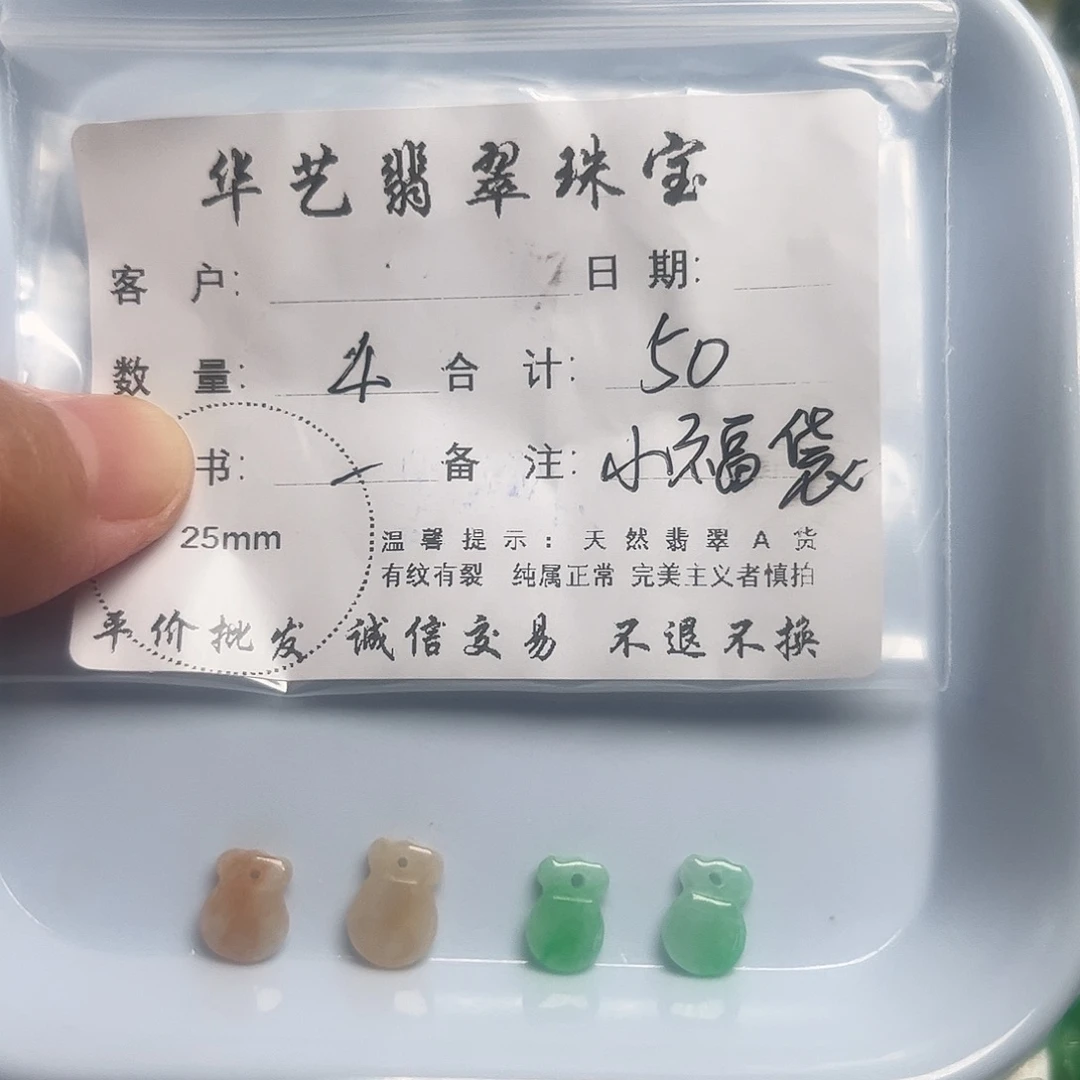 华艺翡翠珠宝
客 户: 日 期:
数 量: 4 合 计: 50
书: 一 备 注: 小福袋
25mm
温馨提示:天然翡翠A货
有纹有裂 纯属正常 完美主义者慎拍
平价批发 诚信交易 不退不换